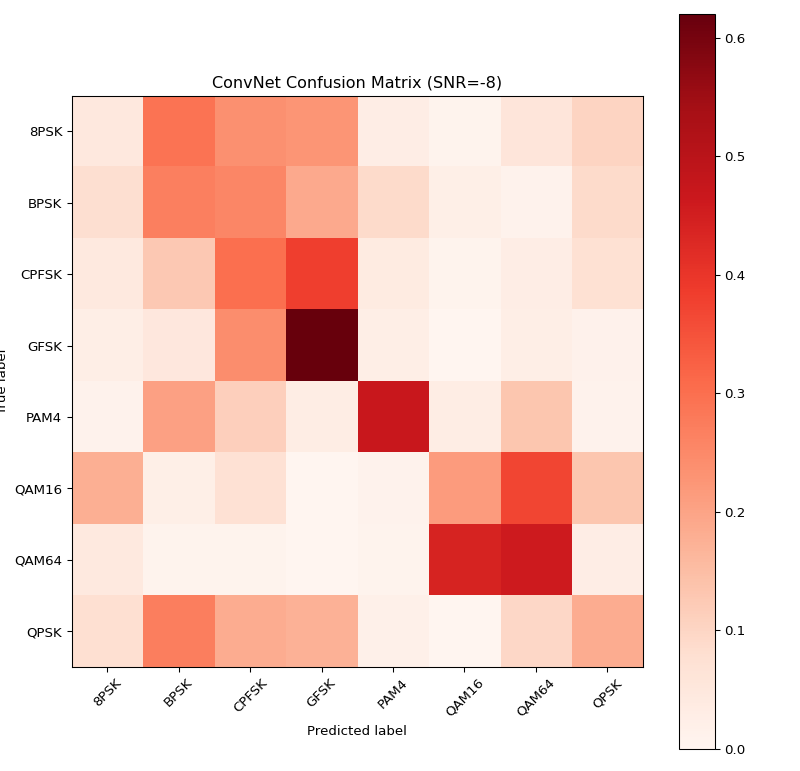 ConvNet Confusion Matrix (SNR=-8)
8PSK
BPSK
CPFSK
GFSK
PAM4
QAM16
QAM64
QPSK
label
8PSK BPSK CPFSK GFSK PAM4 QAM16 QAM64 QPSK
Predicted label
0.6
0.5
0.4
0.3
0.2
0.1
0.0